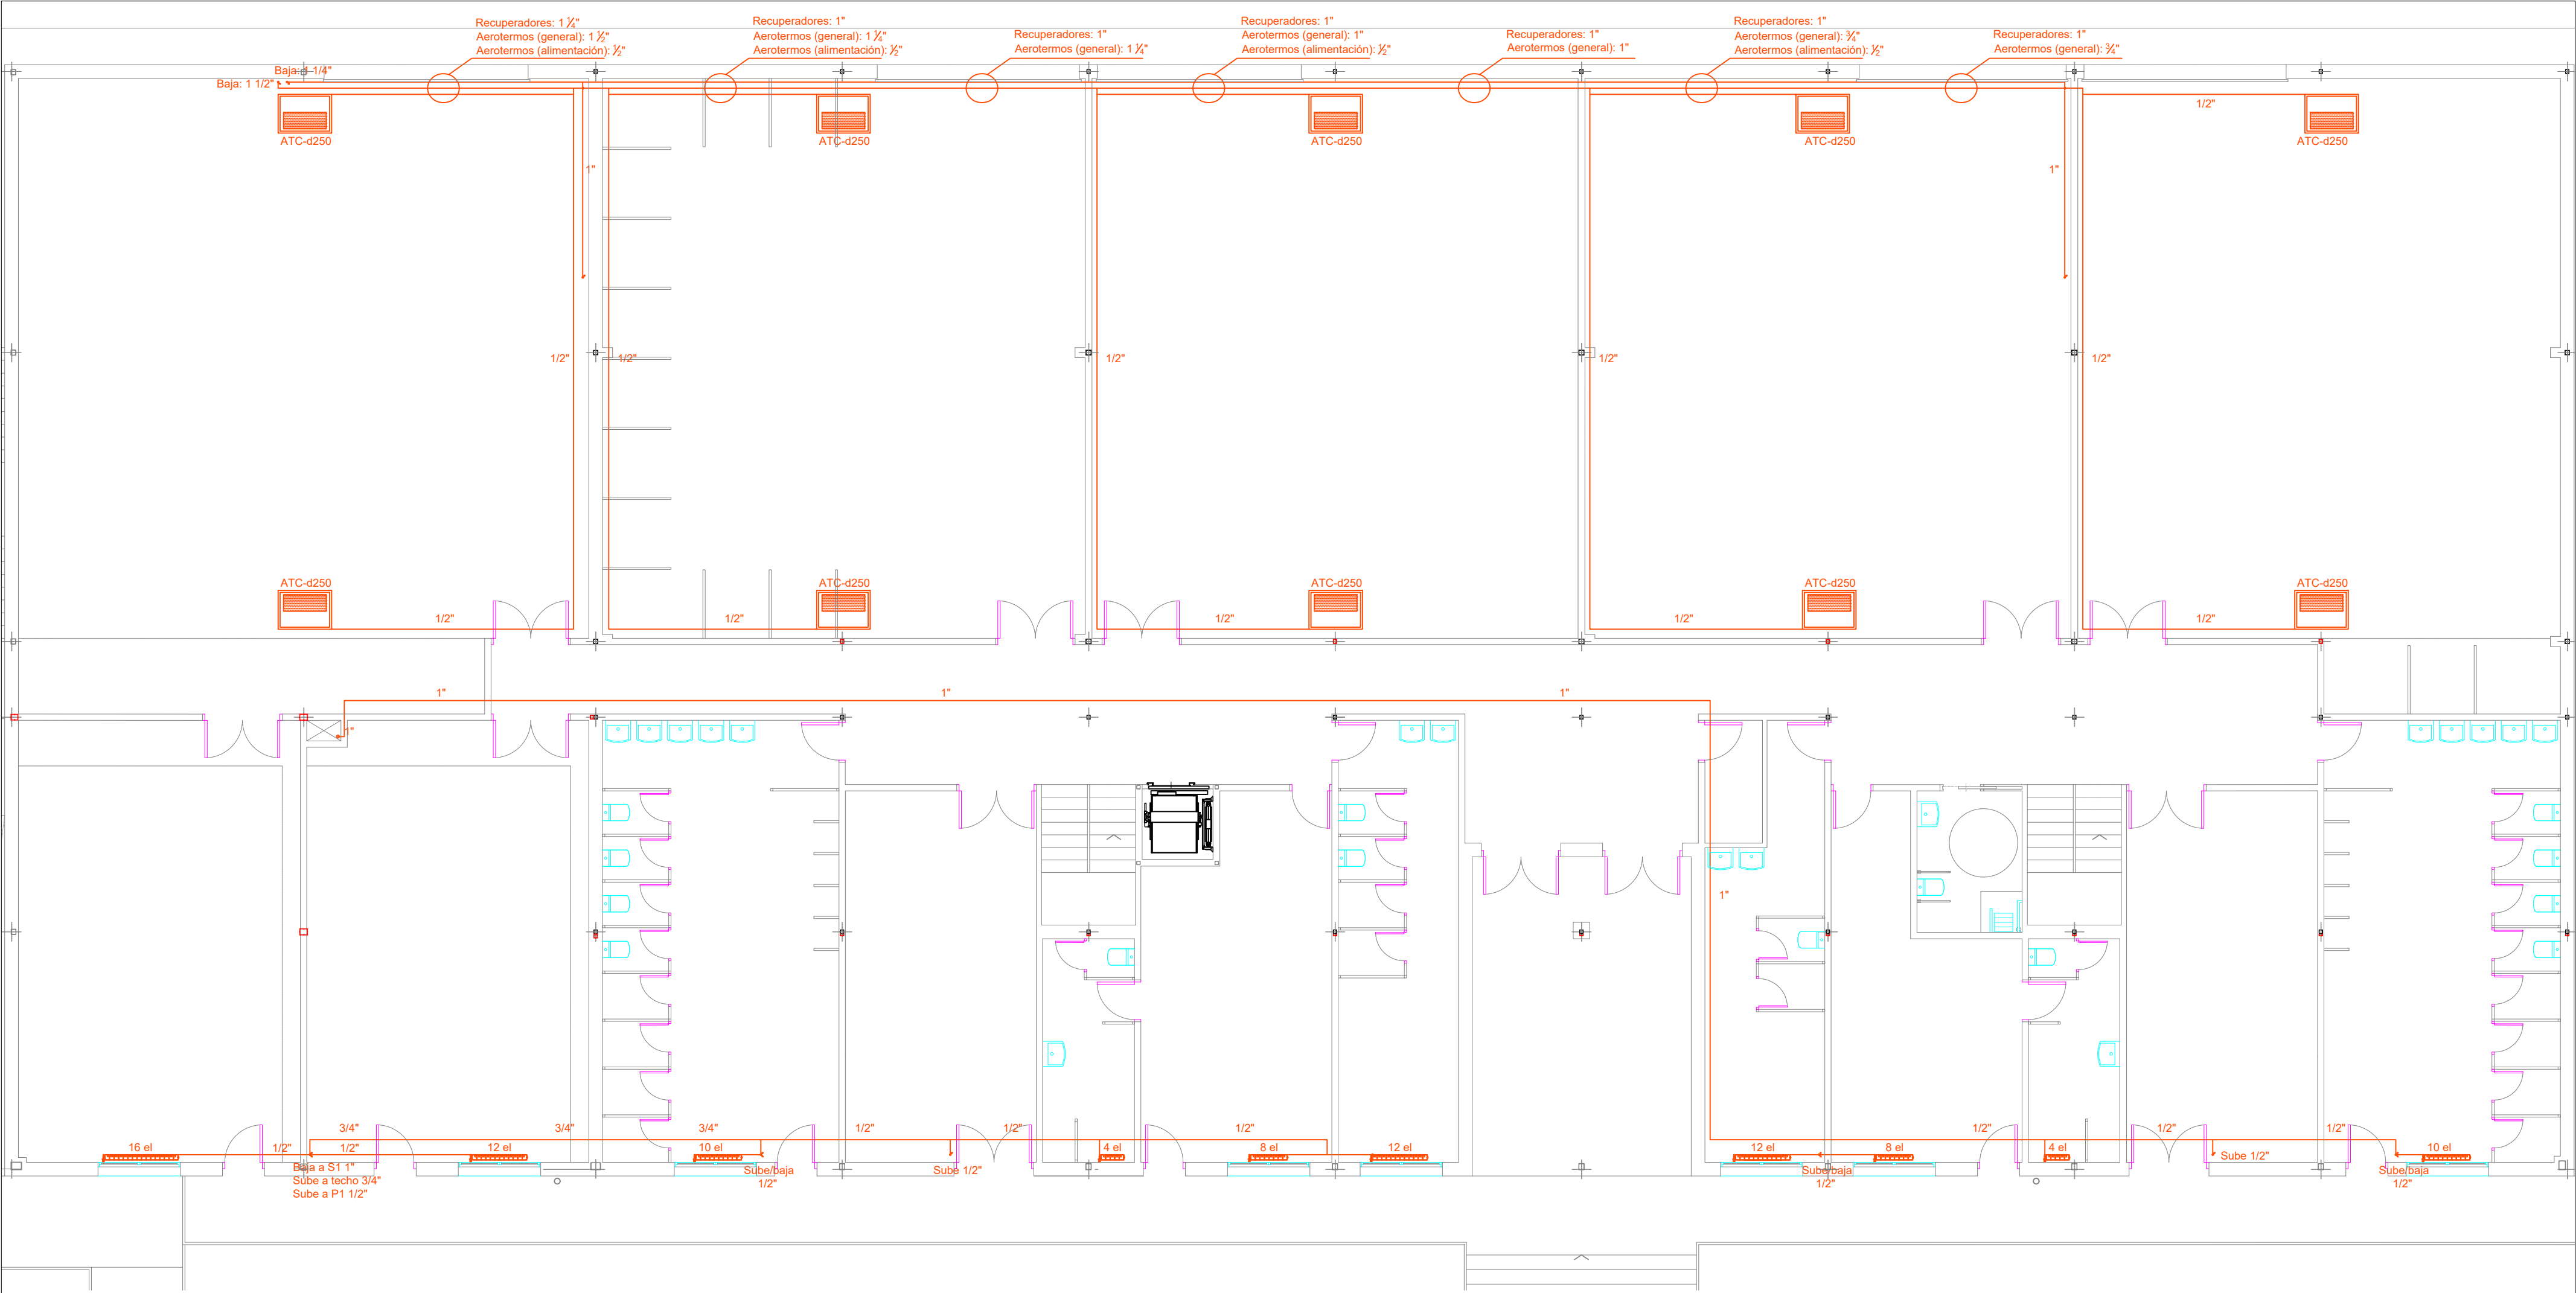 Recuperadores: 1 ¼"
Aerotermos (general): 1 ½"
Aerotermos (alimentación): ½"
Recuperadores: 1"
Aerotermos (general): 1 ¼"
Aerotermos (alimentación): ½"
Recuperadores: 1"
Aerotermos (general): 1 ¼"
Recuperadores: 1"
Aerotermos (general): 1"
Aerotermos (alimentación): ½"
Recuperadores: 1"
Aerotermos (general): 1"
Recuperadores: 1"
Aerotermos (general): ¾"
Aerotermos (alimentación): ½"
Recuperadores: 1"
Aerotermos (general): ¾"
Baja: 1 1/4"
Baja: 1 1/2"
1/2"
ATC-d250
ATC-d250
ATC-d250
ATC-d250
ATC-d250
1"
1"
1/2"
1/2"
1/2"
1/2"
1/2"
ATC-d250
ATC-d250
ATC-d250
ATC-d250
ATC-d250
1/2"
1/2"
1/2"
1/2"
1/2"
1"
1"
1"
1"
1"
3/4"
3/4"
3/4"
1/2"
1/2"
1/2"
1/2"
1/2"
1/2"
16 el
1/2"
1/2"
12 el
10 el
4 el
8 el
12 el
12 el
8 el
4 el
Sube 1/2"
10 el
Baja a S1 1"
Sube a techo 3/4"
Sube a P1 1/2"
Sube/baja
1/2"
Sube 1/2"
Sube/baja
1/2"
Sube/baja
1/2"